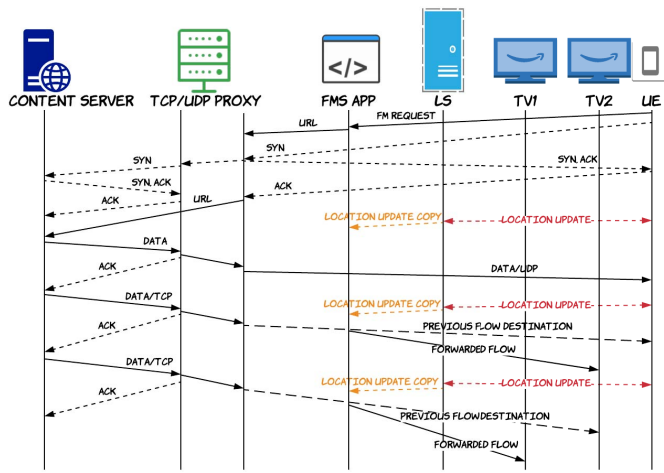 </>
CONTENT SERVER TCP/UDP PROXY FMS APP LS TV1 TV2 UE
FM REQUEST
URL
SYN
SYN
SYN, ACK
SYN, ACK
ACK
ACK
URL
LOCATION UPDATE COPY LOCATION UPDATE
DATA
ACK
DATA/UDP
DATA/TCP
LOCATION UPDATE COPY LOCATION UPDATE
PREVIOUS FLOW DESTINATION
ACK
FORWARDED FLOW
DATA/TCP
LOCATION UPDATE COPY LOCATION UPDATE
ACK
PREVIOUS FLOWDESTINATION
FORWARDED FLOW